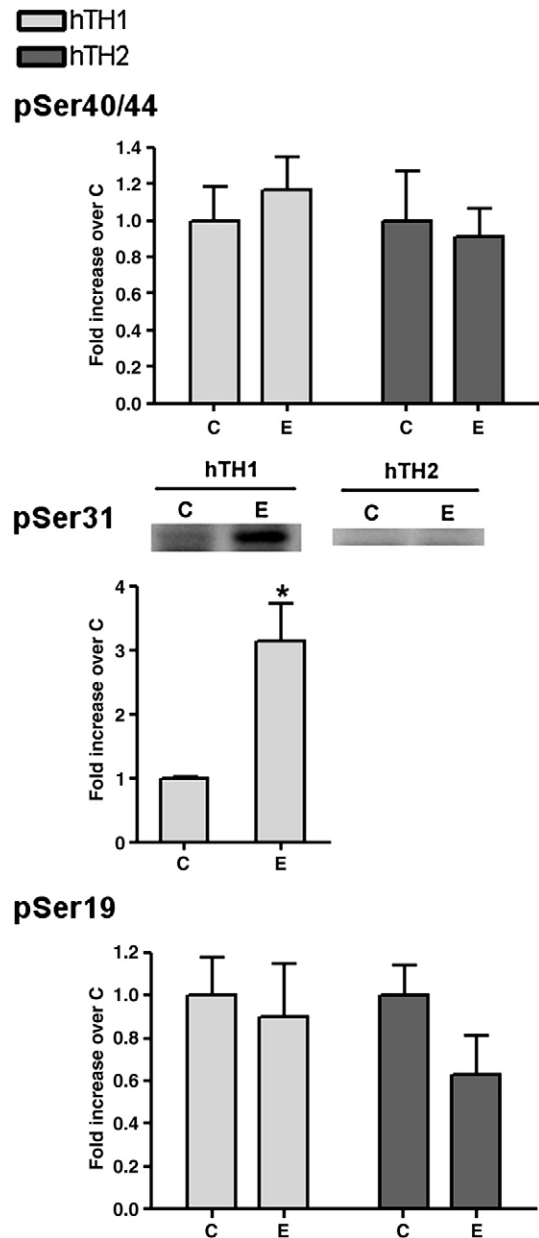 hTH1
hTH2
pSer40/44
Fold increase over C
1.4
1.2
1.0
0.8
0.6
0.4
0.2
0.0
C E C E
hTH1 hTH2
pSer31
C E C E
Fold increase over C
4
3
2
1
0
*
C E
pSer19
Fold increase over C
1.2
1.0
0.8
0.6
0.4
0.2
0.0
C E C E